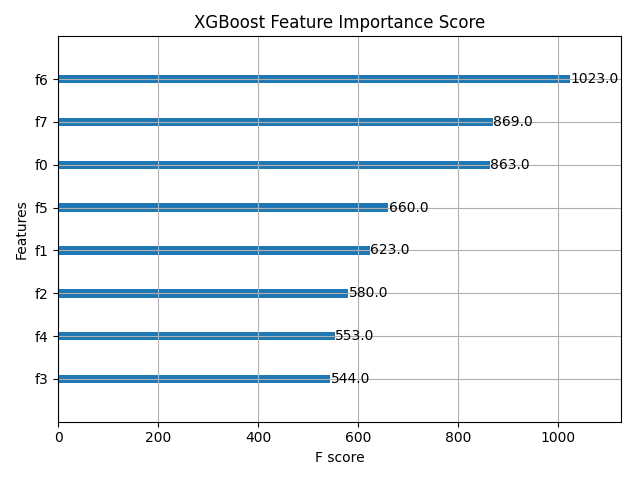 XGBoost Feature Importance Score
f6
1023.0
f7
869.0
f0
863.0
f5
660.0
f1
623.0
f2
580.0
f4
553.0
f3
544.0
Features
0 200 400 600 800 1000
F score